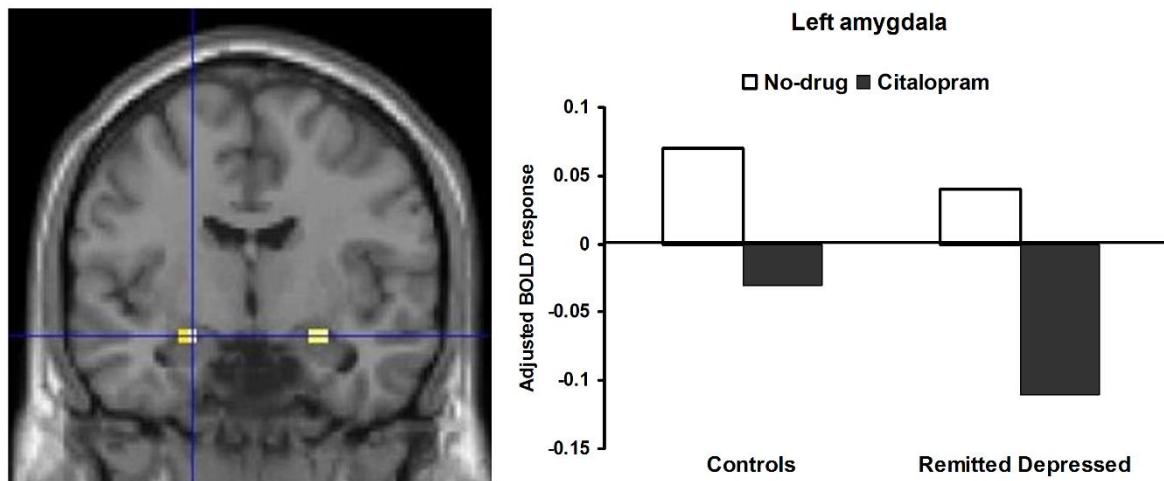 Left amygdala
No-drug Citalopram
0.1
0.05
0
-0.05
-0.1
-0.15
Adjusted BOLD response
Controls Remitted Depressed